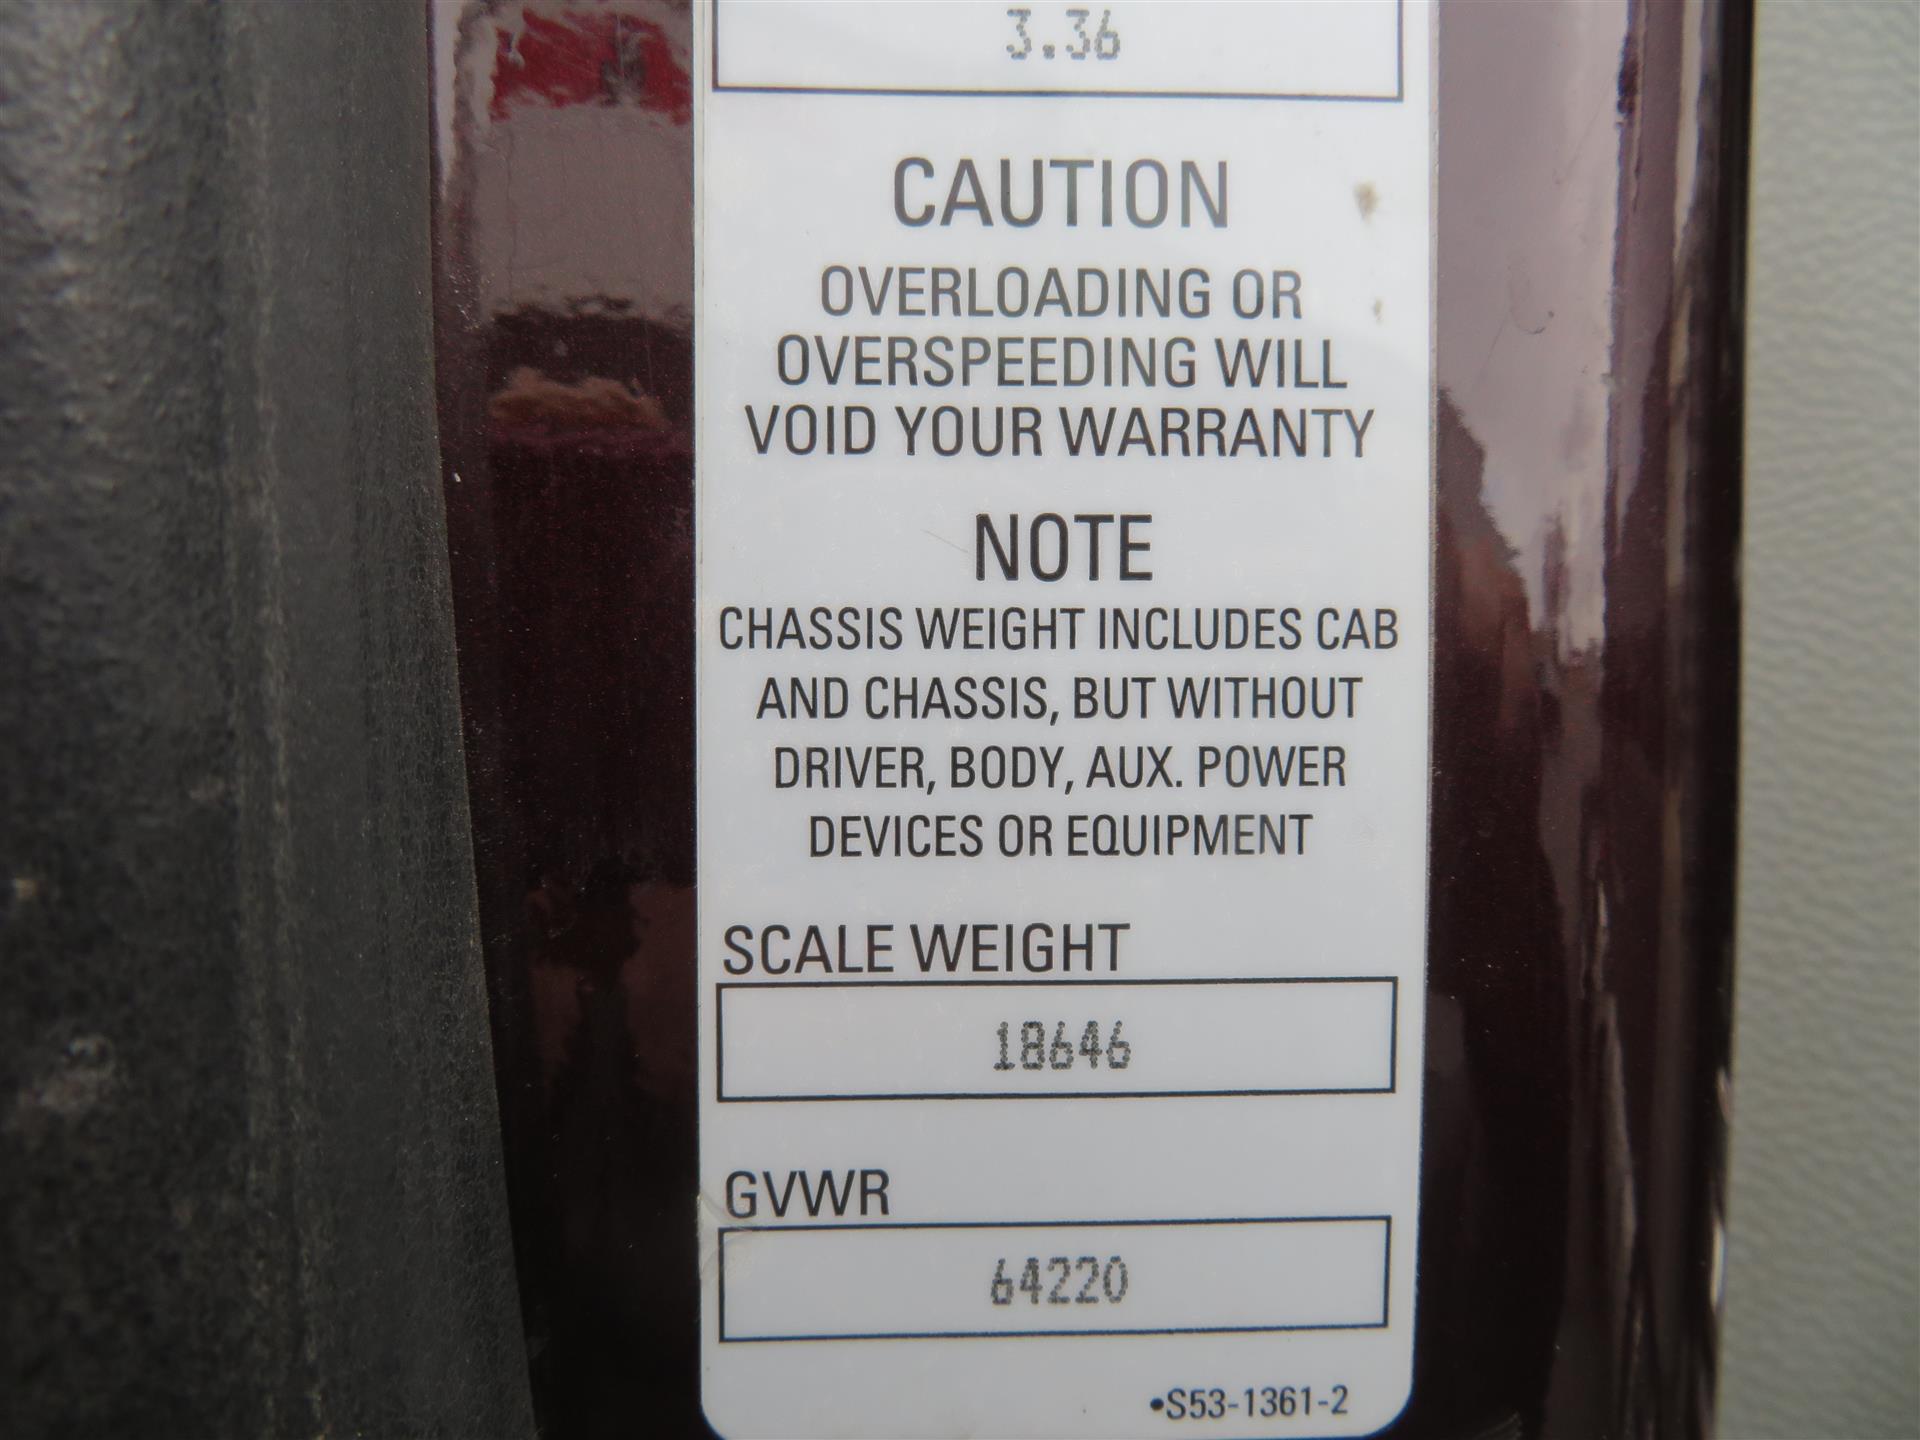 3.36
CAUTION
OVERLOADING OR
OVERSPEEDING WILL
VOID YOUR WARRANTY
NOTE
CHASSIS WEIGHT INCLUDES CAB
AND CHASSIS, BUT WITHOUT
DRIVER, BODY, AUX. POWER
DEVICES OR EQUIPMENT
SCALE WEIGHT
18646
GVWR
64220
•S53-1361-2